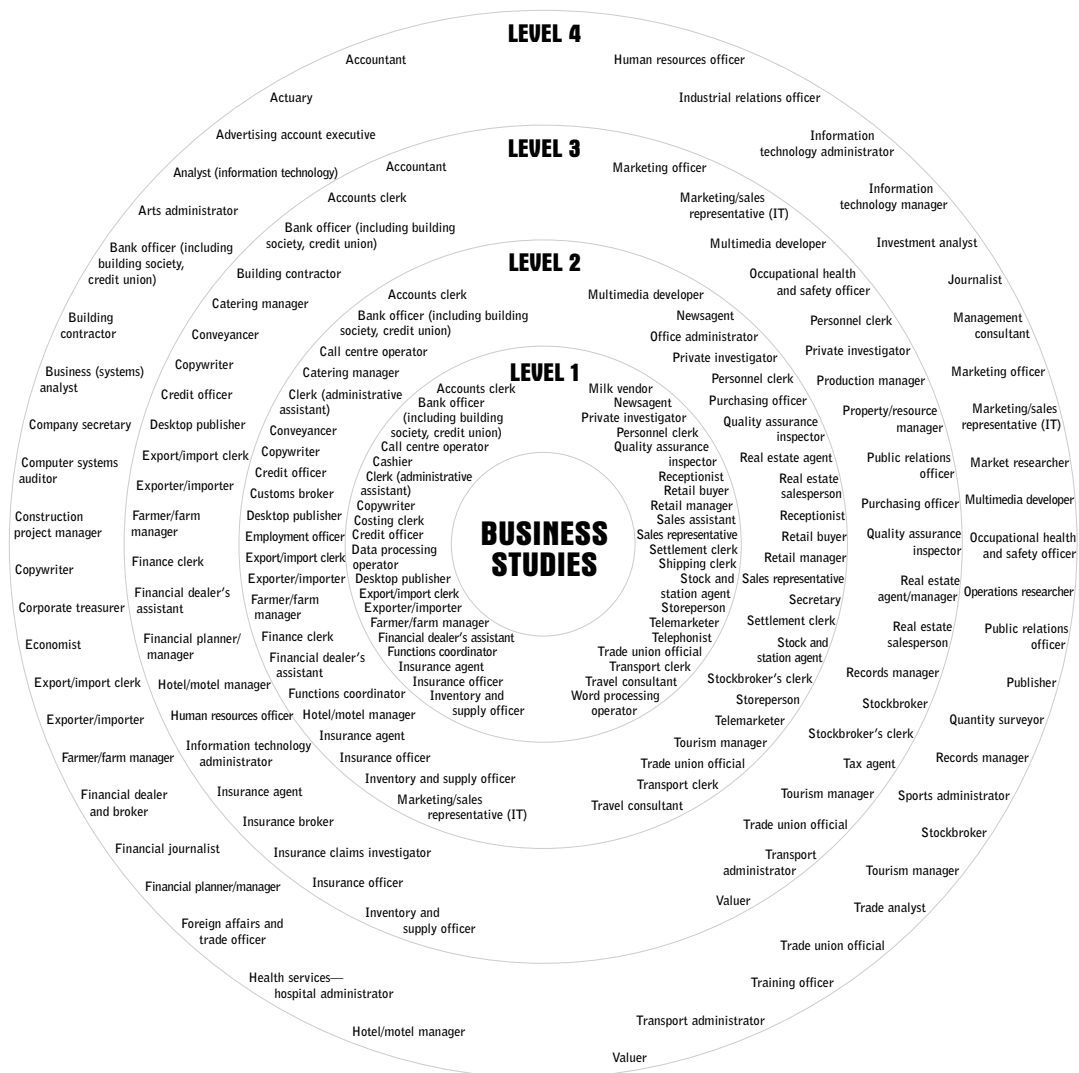 LEVEL 4
Accountant
Actuary
Advertising account executive
Analyst (information technology)
Arts administrator
Bank officer (including
building society,
credit union)
Building
contractor
Business (systems)
analyst
Company secretary
Computer systems
auditor
Construction
project manager
Copywriter
Corporate treasurer
Economist
Export/import clerk
Exporter/importer
Farmer/farm manager
Financial dealer
and broker
Financial journalist
Financial planner/manager
Foreign affairs and
trade officer
Health services—
hospital administrator
Hotel/motel manager
Human resources officer
Industrial relations officer
Information
technology administrator
Information
technology manager
Investment analyst
Journalist
Management
consultant
Marketing officer
Marketing/sales
representative (IT)
Market researcher
Multimedia developer
Occupational health
and safety officer
Operations researcher
Public relations
officer
Publisher
Quantity surveyor
Records manager
Sports administrator
Stockbroker
Tourism manager
Trade analyst
Trade union official
Training officer
Transport administrator
Valuer
LEVEL 3
Accountant
Accounts clerk
Bank officer (including building
society, credit union)
Building contractor
Catering manager
Conveyancer
Copywriter
Credit officer
Desktop publisher
Export/import clerk
Exporter/importer
Farmer/farm
manager
Finance clerk
Financial dealer's
assistant
Financial planner/
manager
Hotel/motel manager
Human resources officer
Information technology
administrator
Insurance agent
Insurance broker
Insurance claims investigator
Insurance officer
Inventory and
supply officer
Marketing officer
Marketing/sales
representative (IT)
Multimedia developer
Occupational health
and safety officer
Personnel clerk
Private investigator
Production manager
Property/resource
manager
Public relations
officer
Purchasing officer
Quality assurance
inspector
Real estate
agent/manager
Real estate
salesperson
Records manager
Stockbroker
Stockbroker's clerk
Tax agent
Tourism manager
Trade union official
Transport
administrator
Valuer
LEVEL 2
Accounts clerk
Bank officer (including building
society, credit union)
Call centre operator
Catering manager
Clerk (administrative
assistant)
Conveyancer
Copywriter
Credit officer
Customs broker
Desktop publisher
Employment officer
Export/import clerk
Exporter/importer
Farmer/farm
manager
Finance clerk
Financial dealer's
assistant
Functions coordinator
Hotel/motel manager
Insurance agent
Insurance officer
Inventory and supply officer
Marketing/sales
representative (IT)
Multimedia developer
Newsagent
Office administrator
Private investigator
Personnel clerk
Purchasing officer
Quality assurance
inspector
Real estate agent
Real estate
salesperson
Receptionist
Retail buyer
Retail manager
Sales representative
Secretary
Settlement clerk
Stock and
station agent
Stockbroker's clerk
Storeperson
Telemarketer
Tourism manager
Trade union official
Transport clerk
Travel consultant
LEVEL 1
Accounts clerk
Bank officer
(including building
society, credit union)
Call centre operator
Cashier
Clerk (administrative
assistant)
Copywriter
Costing clerk
Credit officer
Data processing
operator
Desktop publisher
Export/import clerk
Exporter/importer
Farmer/farm manager
Financial dealer's assistant
Functions coordinator
Insurance agent
Insurance officer
Inventory and
supply officer
Milk vendor
Newsagent
Private investigator
Personnel clerk
Quality assurance
inspector
Receptionist
Retail buyer
Retail manager
Sales assistant
Sales representative
Settlement clerk
Shipping clerk
Stock and
station agent
Storeperson
Telemarketer
Telephonist
Trade union official
Transport clerk
Travel consultant
Word processing
operator
BUSINESS
STUDIES